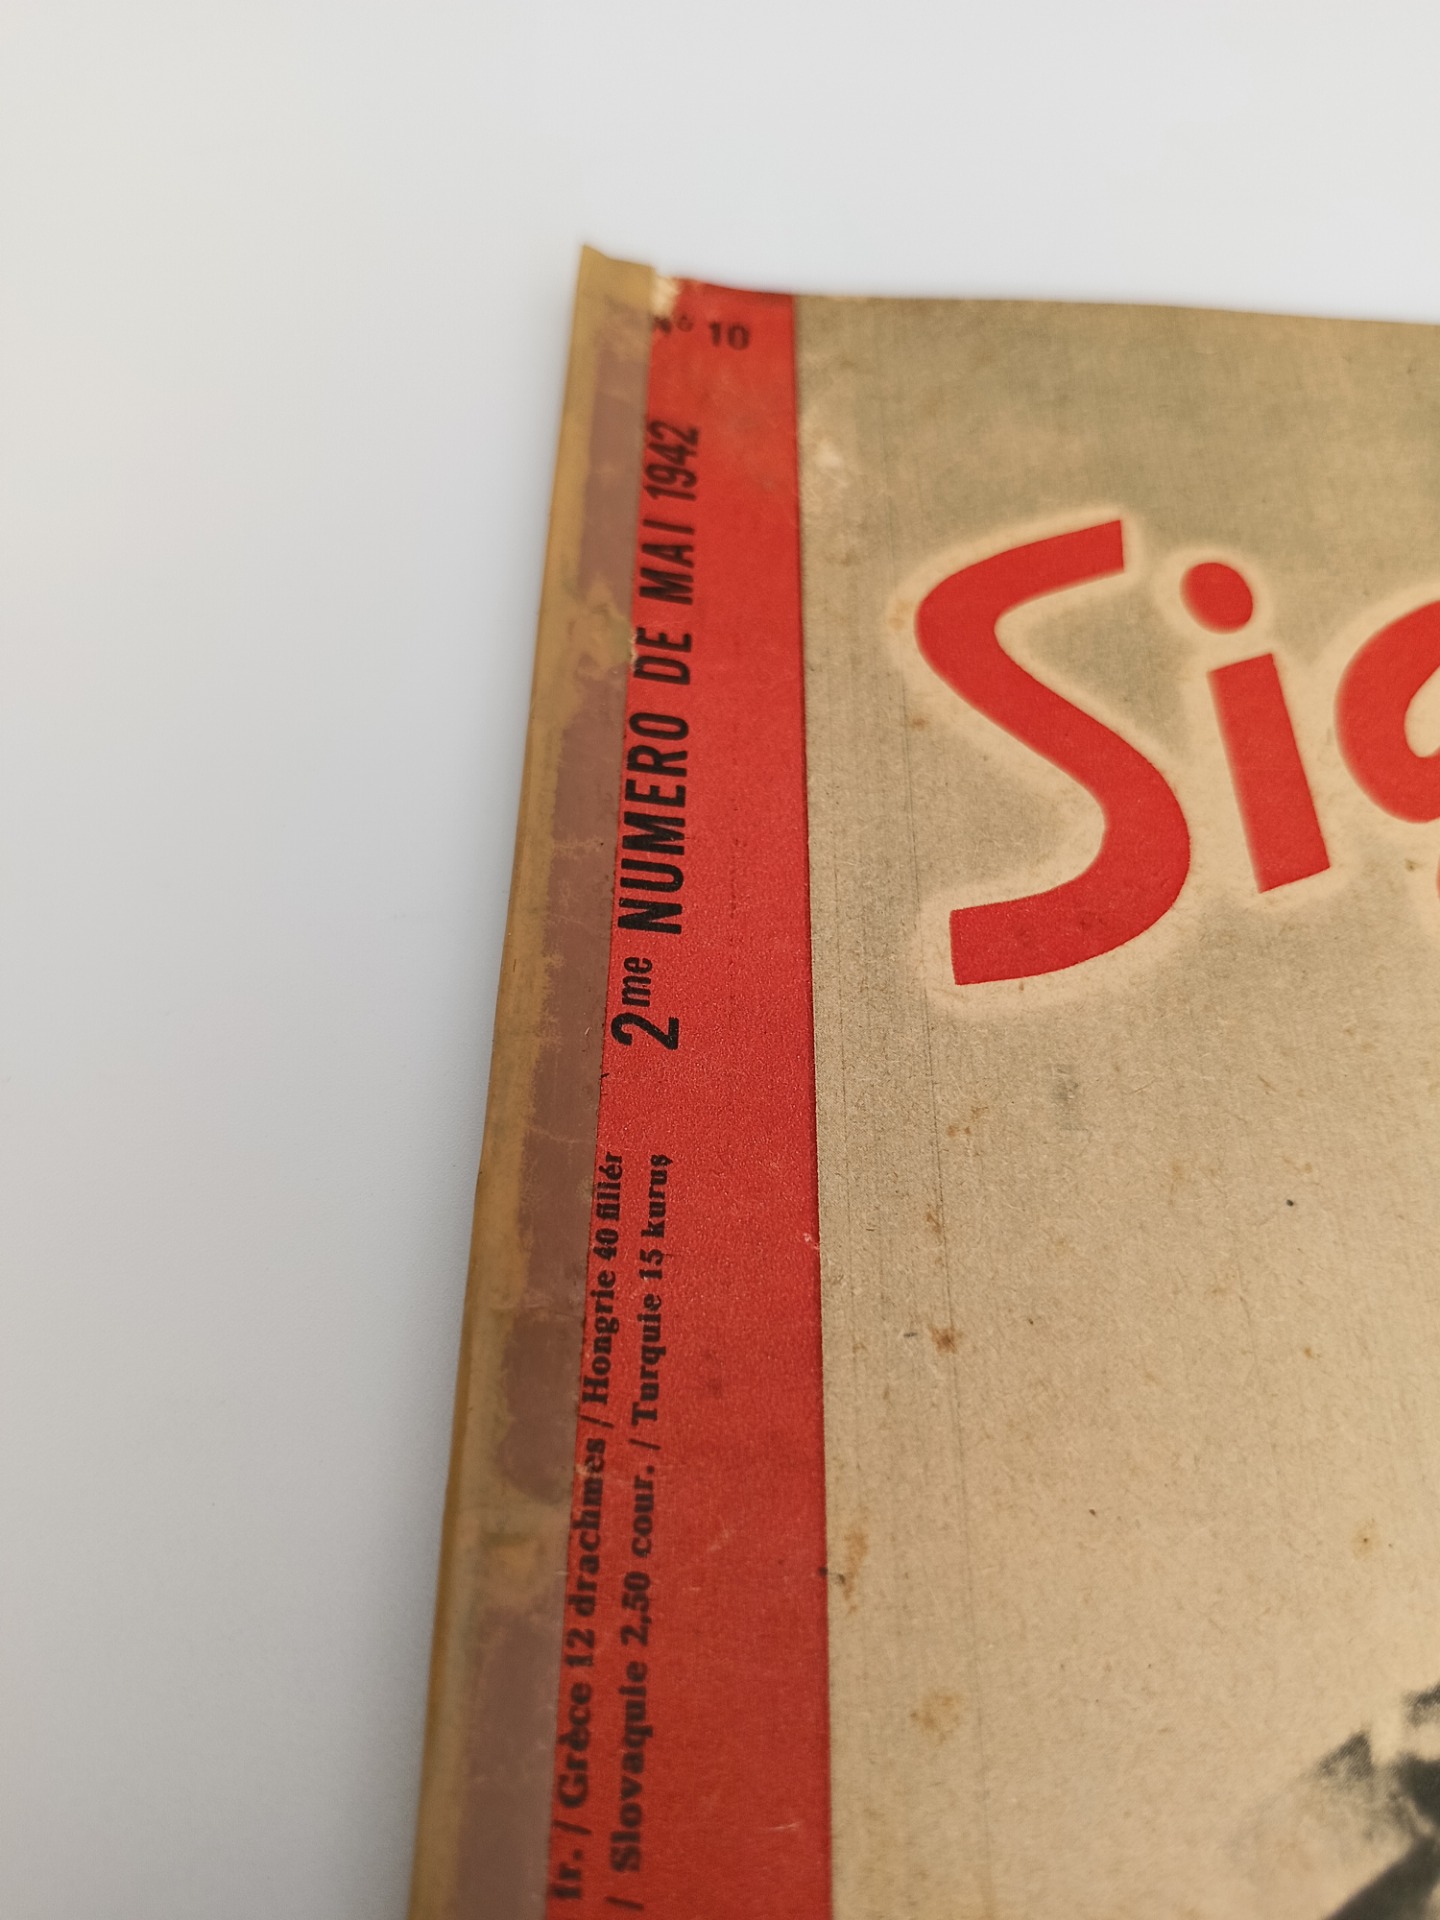 N° 10
2me NUMERO DE MAI 1942
fr. / Grèce 12 drachmes / Hongrie 40 fillér
/ Slovaquie 2,50 cour. / Turquie 15 kuruş
Sig